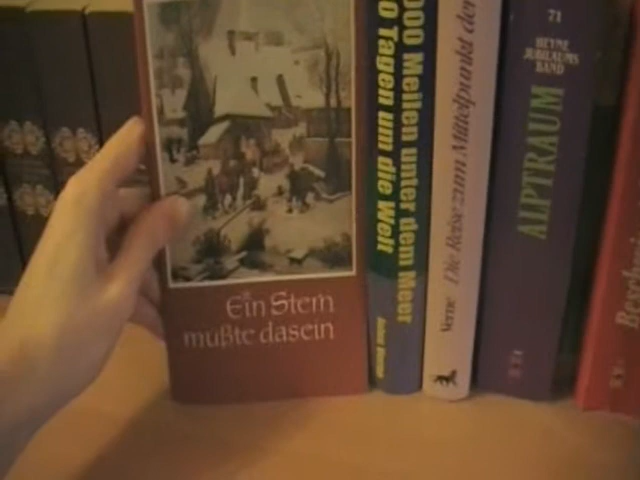 Ein Stern
müßte dasein
000 Meilen unter dem Meer
0 Tagen um die Welt
Verne Die Reise zum Mittelpunkt der
71
HEYNE
JUBILÄUMS
BAND
ALPTRAUM